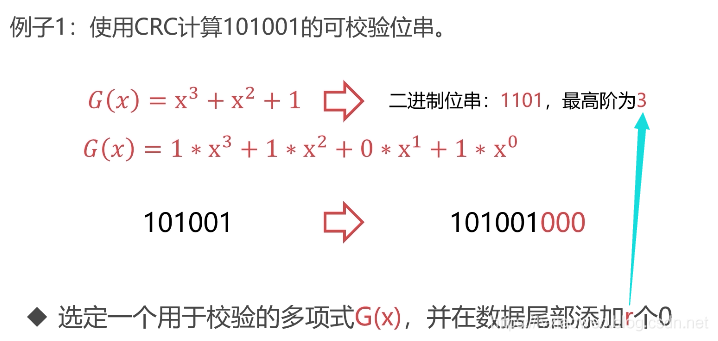 例子1：使用CRC计算101001的可校验位串。
G(x) = x³ + x² + 1 二进制位串：1101，最高阶为3
G(x) = 1 ∗ x³ + 1 ∗ x² + 0 ∗ x¹ + 1 ∗ x⁰
101001 101001000
◆ 选定一个用于校验的多项式G(x)，并在数据尾部添加r个0